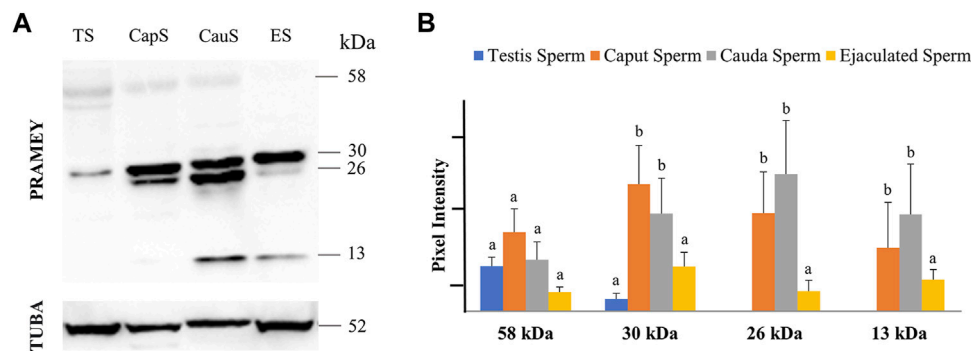 A
TS CapS CauS ES kDa
PRAMEY
58
30
26
13
TUBA
52
B
Testis Sperm Caput Sperm Cauda Sperm Ejaculated Sperm
Pixel Intensity
a a a a
a b b a
b b a
b b a
58 kDa 30 kDa 26 kDa 13 kDa